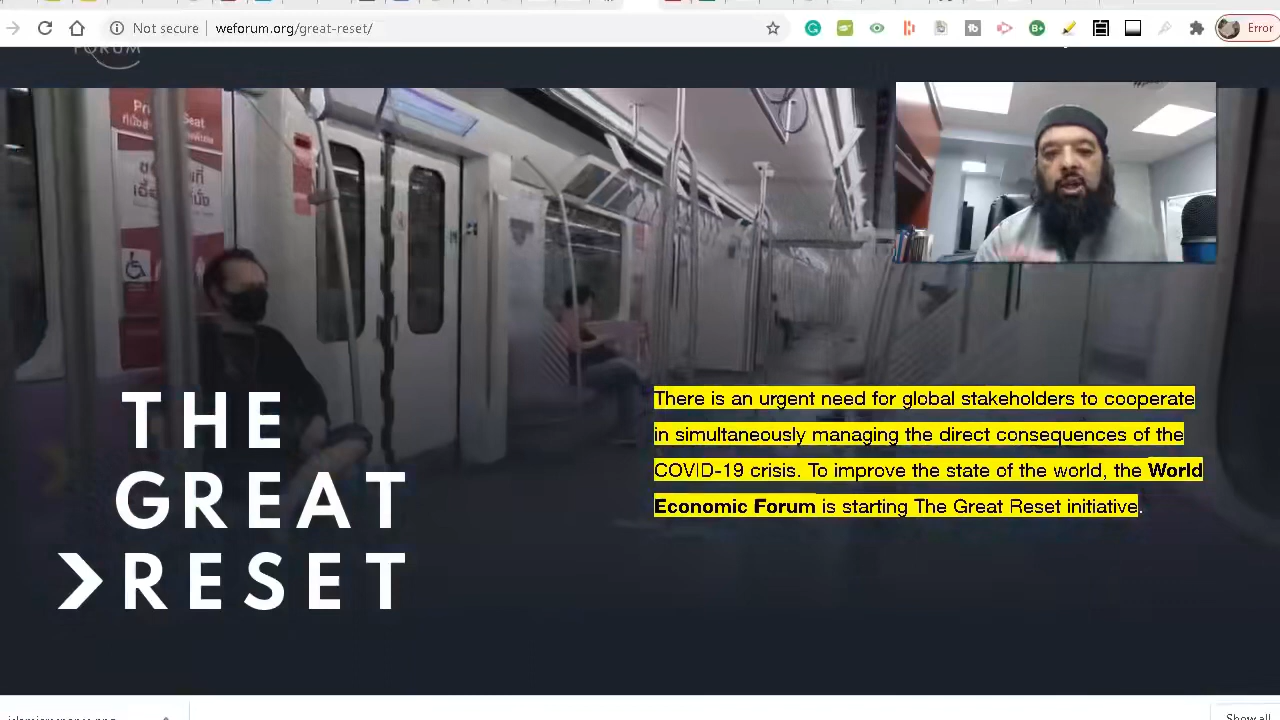 Not secure | weforum.org/great-reset/
Error
FORUM
There is an urgent need for global stakeholders to cooperate
in simultaneously managing the direct consequences of the
COVID-19 crisis. To improve the state of the world, the World
Economic Forum is starting The Great Reset initiative.
THE
GREAT
RESET
Show all